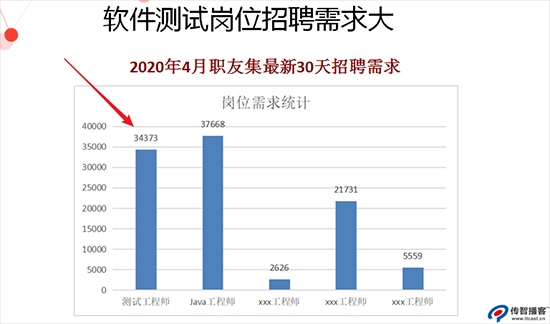 软件测试岗位招聘需求大
2020年4月职友集最新30天招聘需求
岗位需求统计
40000
35000
30000
25000
20000
15000
10000
5000
0
34373
37668
2626
21731
5559
测试工程师 Java工程师 xxx工程师 xxx工程师 xxx工程师
传智播客
www.itcast.cn